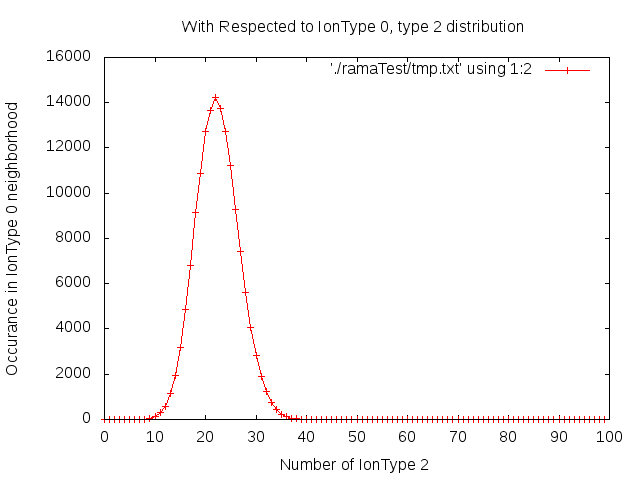 With Respected to IonType 0, type 2 distribution
'./ramaTest/tmp.txt' using 1:2
Occurance in IonType 0 neighborhood
16000
14000
12000
10000
8000
6000
4000
2000
0
0 10 20 30 40 50 60 70 80 90 100
Number of IonType 2